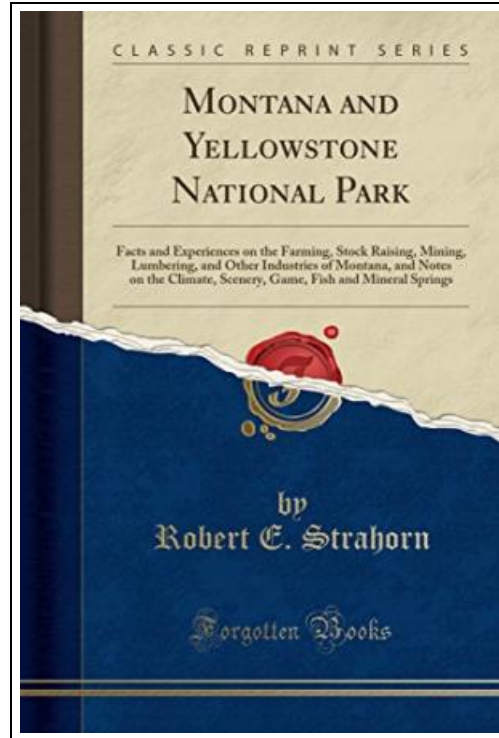 CLASSIC REPRINT SERIES
MONTANA AND
YELLOWSTONE
NATIONAL PARK
Facts and Experiences on the Farming, Stock Raising, Mining,
Lumbering, and Other Industries of Montana, and Notes
on the Climate, Scenery, Game, Fish and Mineral Springs
by
Robert E. Strahorn
Forgotten Books